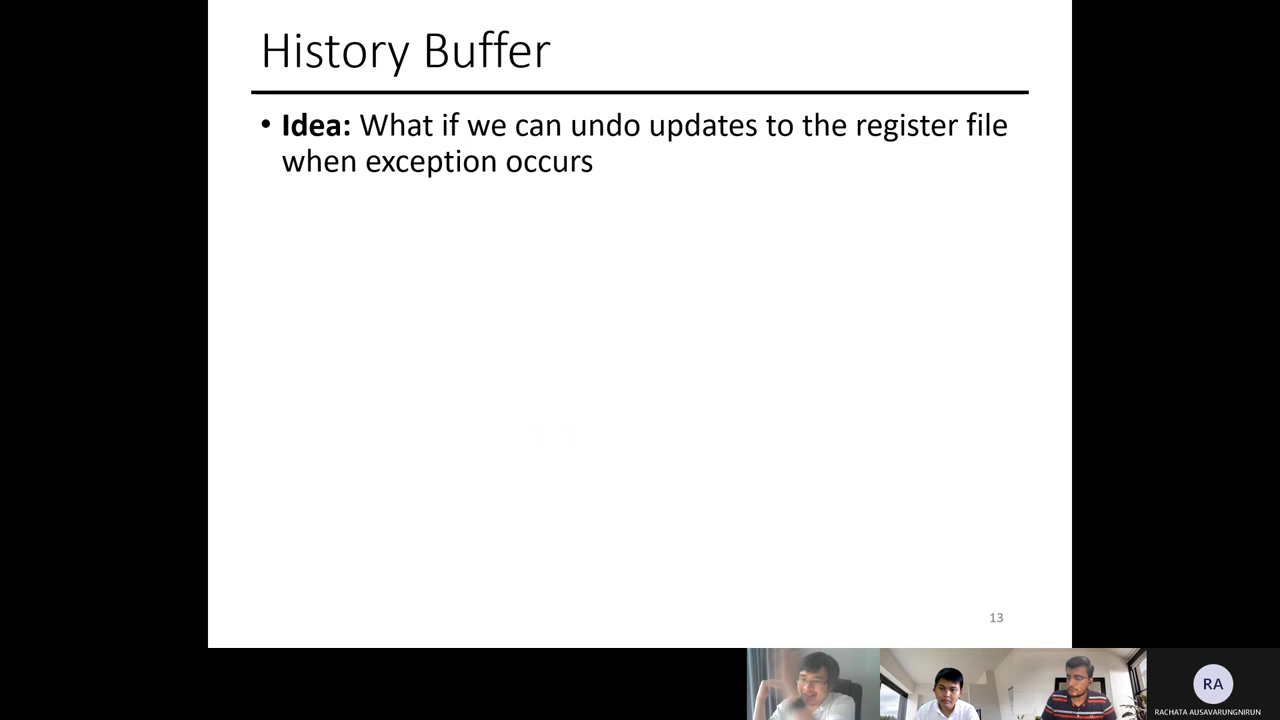 History Buffer
• Idea: What if we can undo updates to the register file
when exception occurs
13
RA
RACHATA AUSAVARUNGNIRUN